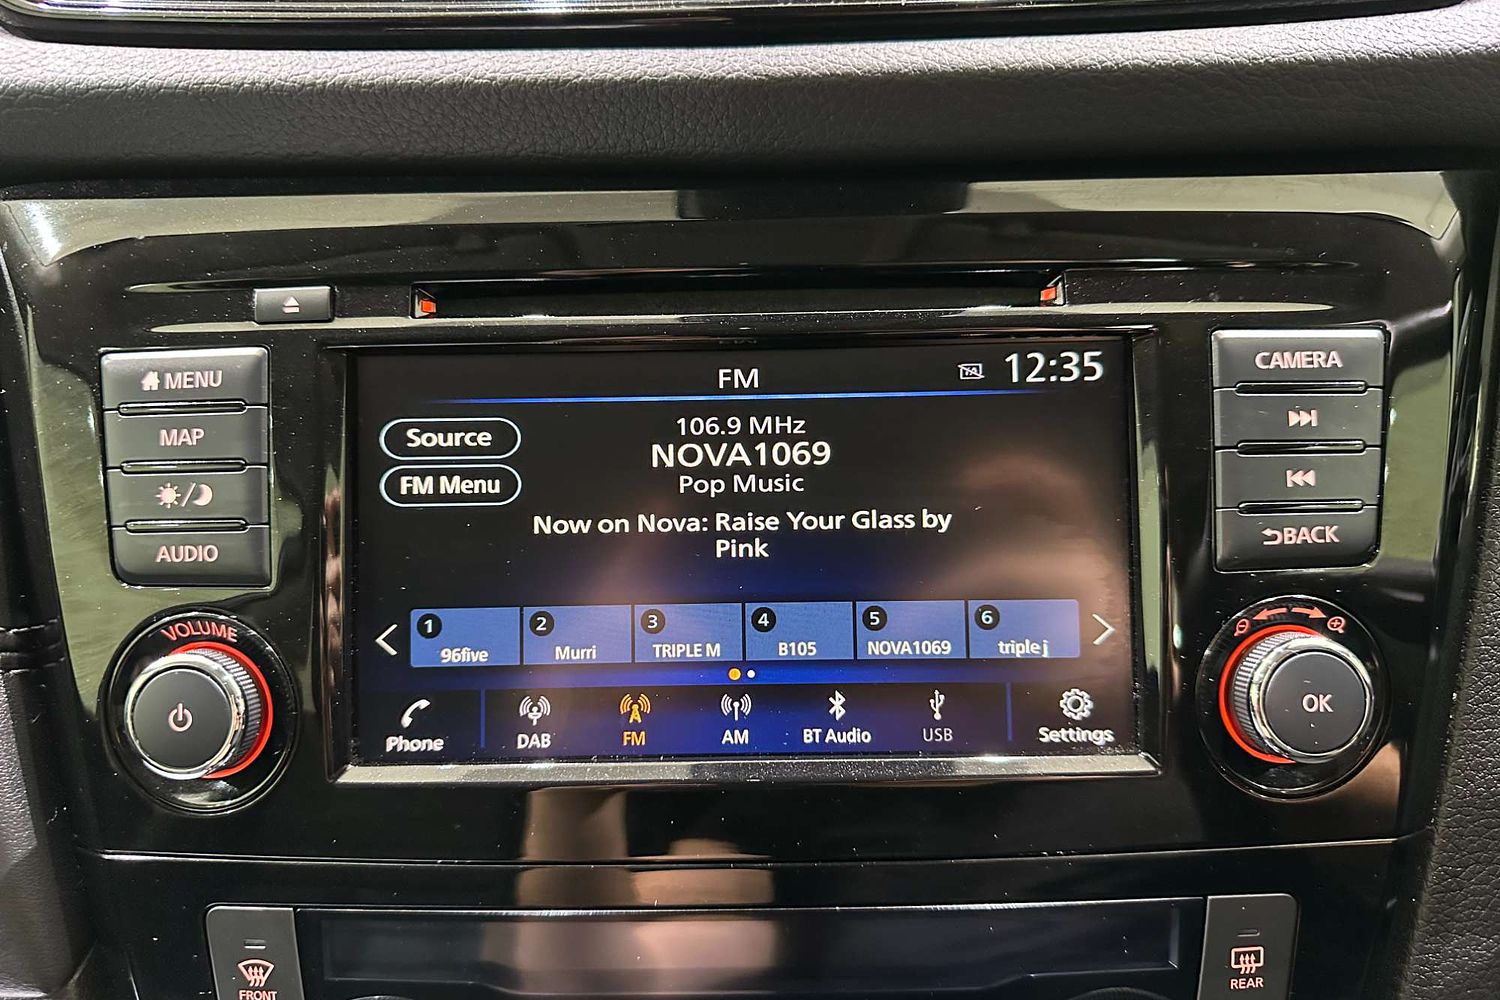 FM
12:35
TA
Source
FM Menu
106.9 MHz
NOVA1069
Pop Music
Now on Nova: Raise Your Glass by
Pink
1 96five
2 Murri
3 TRIPLE M
4 B105
5 NOVA1069
6 triple j
Phone
DAB
FM
AM
BT Audio
USB
Settings
MENU
MAP
AUDIO
VOLUME
CAMERA
BACK
OK
FRONT
REAR